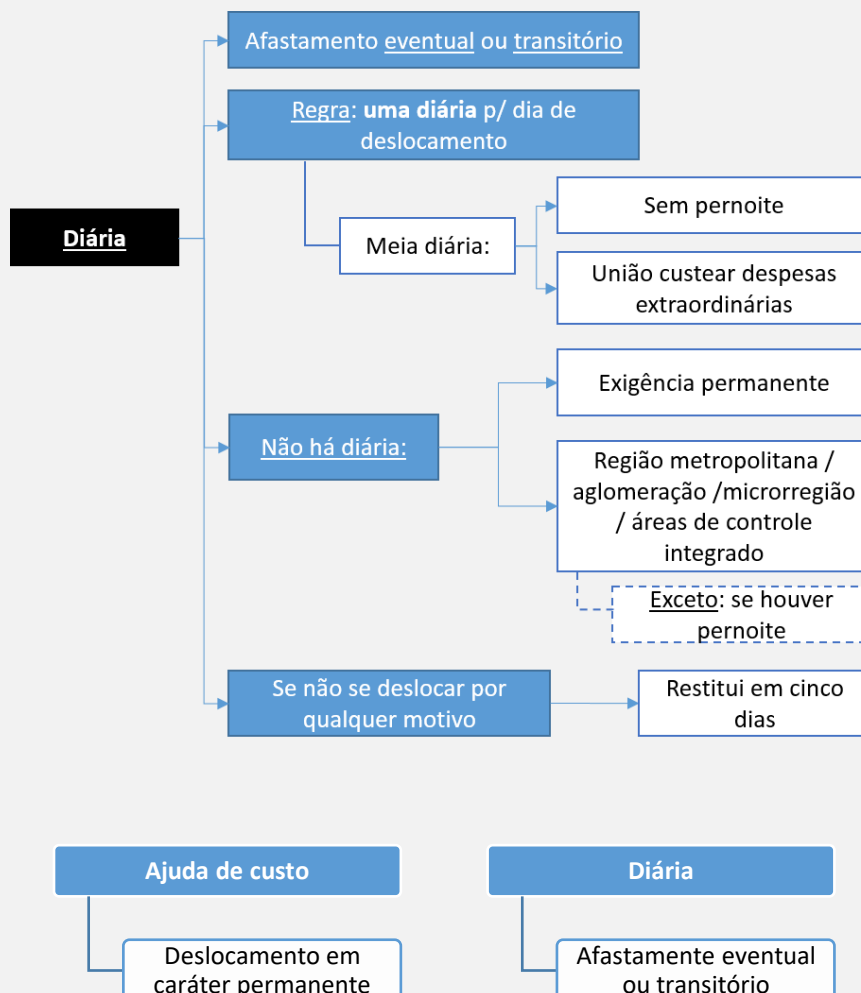 Afastamento eventual ou transitório
Regra: uma diária p/ dia de
deslocamento
Diária
Meia diária:
Sem pernoite
União custear despesas
extraordinárias
Não há diária:
Exigência permanente
Região metropolitana /
aglomeração /microrregião
/ áreas de controle
integrado
Exceto: se houver
pernoite
Se não se deslocar por
qualquer motivo
Restitui em cinco
dias
Ajuda de custo
Deslocamento em
caráter permanente
Diária
Afastamente eventual
ou transitório